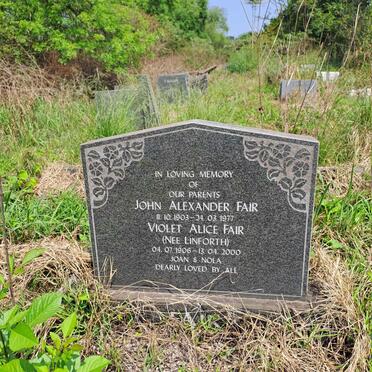 IN LOVING MEMORY
OF
OUR PARENTS
JOHN ALEXANDER FAIR
11.10.1903 - 24.03.1977
VIOLET ALICE FAIR
(NEE LINFORTH)
04.07.1906 - 13.04.2000
JOAN & NOLA
DEARLY LOVED BY ALL